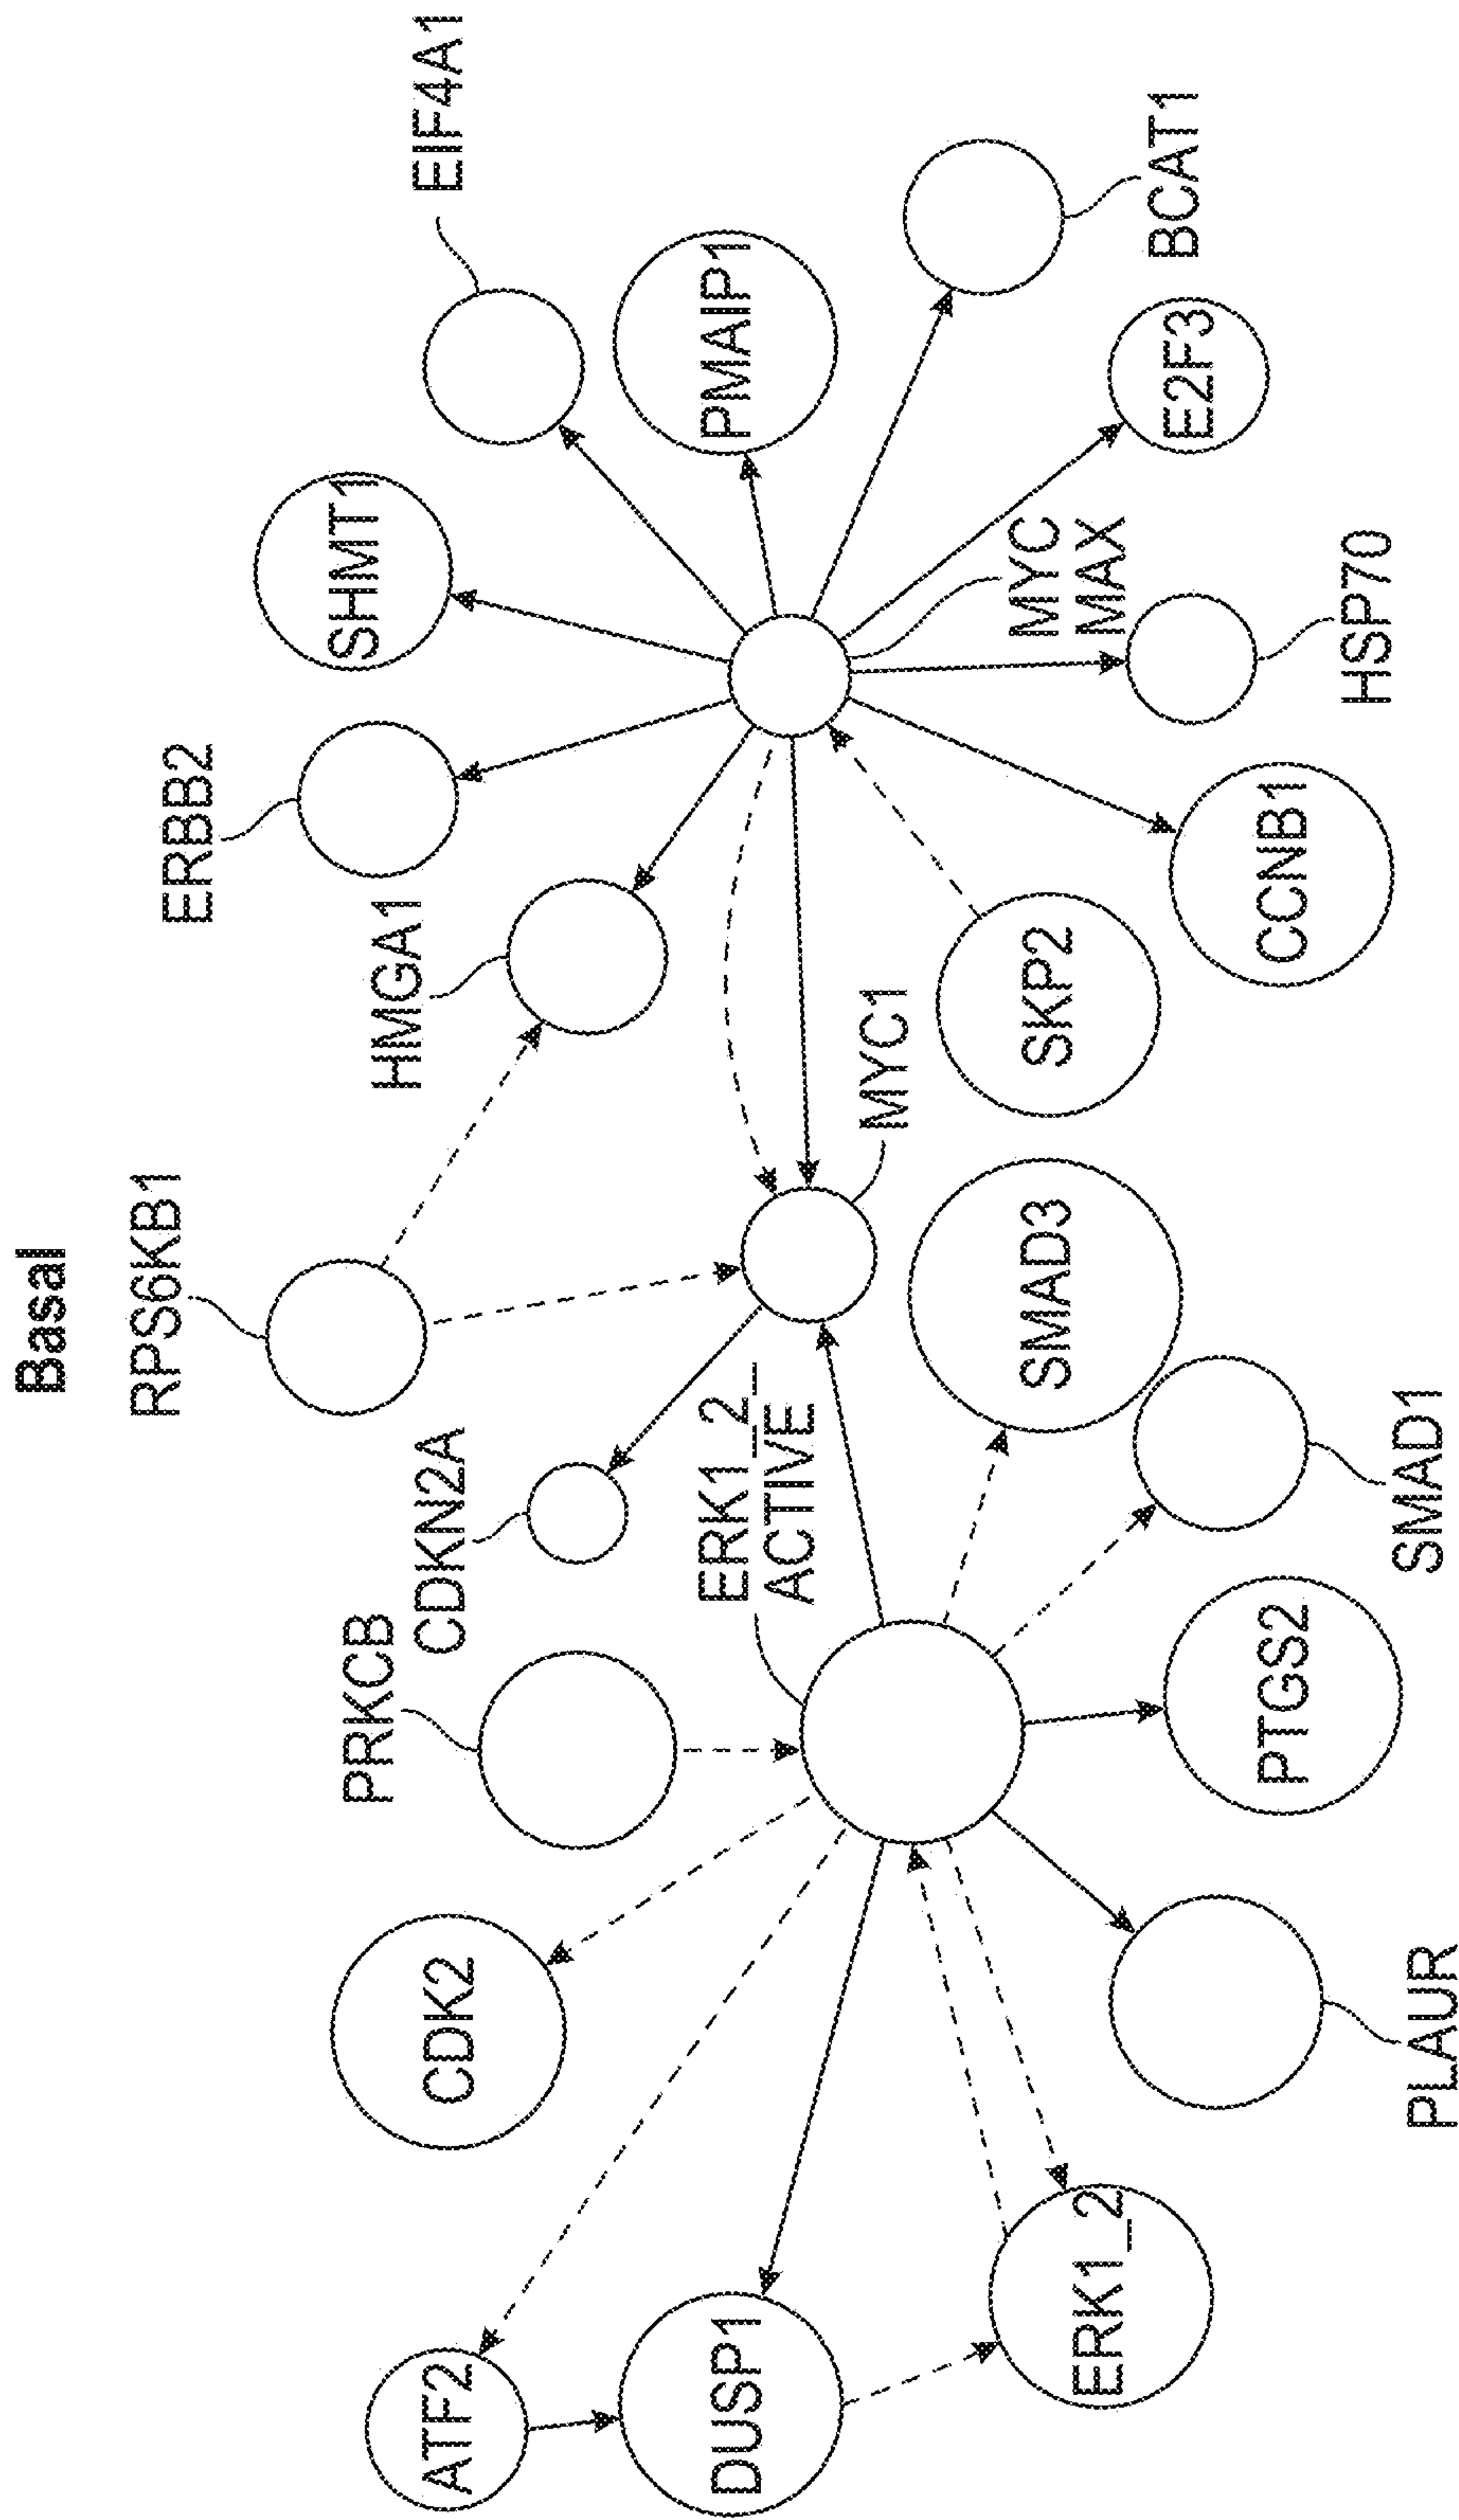 Basal
RPS6KB1
ERBB2
PRKCB
CDKN2A
HMGA1
SHMT1
EIF4A1
CDK2
ATF2
ERK1_2_
ACTIVE
MYC1
PMAIP1
DUSP1
SMAD3
SKP2
MYC
MAX
BCAT1
E2F3
ERK1_2
PTGS2
CCNB1
HSP70
PLAUR
SMAD1